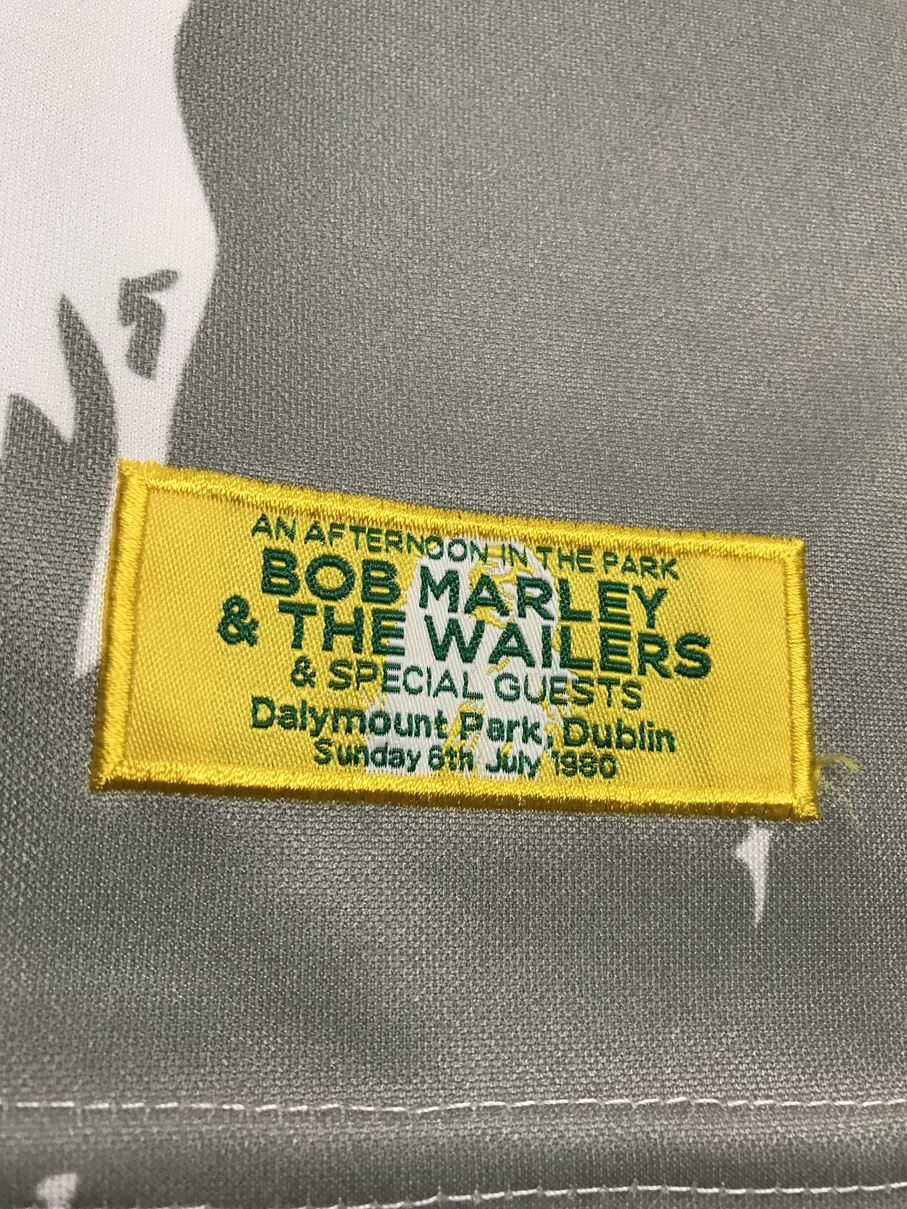 AN AFTERNOON IN THE PARK
BOB MARLEY
& THE WAILERS
& SPECIAL GUESTS
Dalymount Park, Dublin
Sunday 6th July 1980